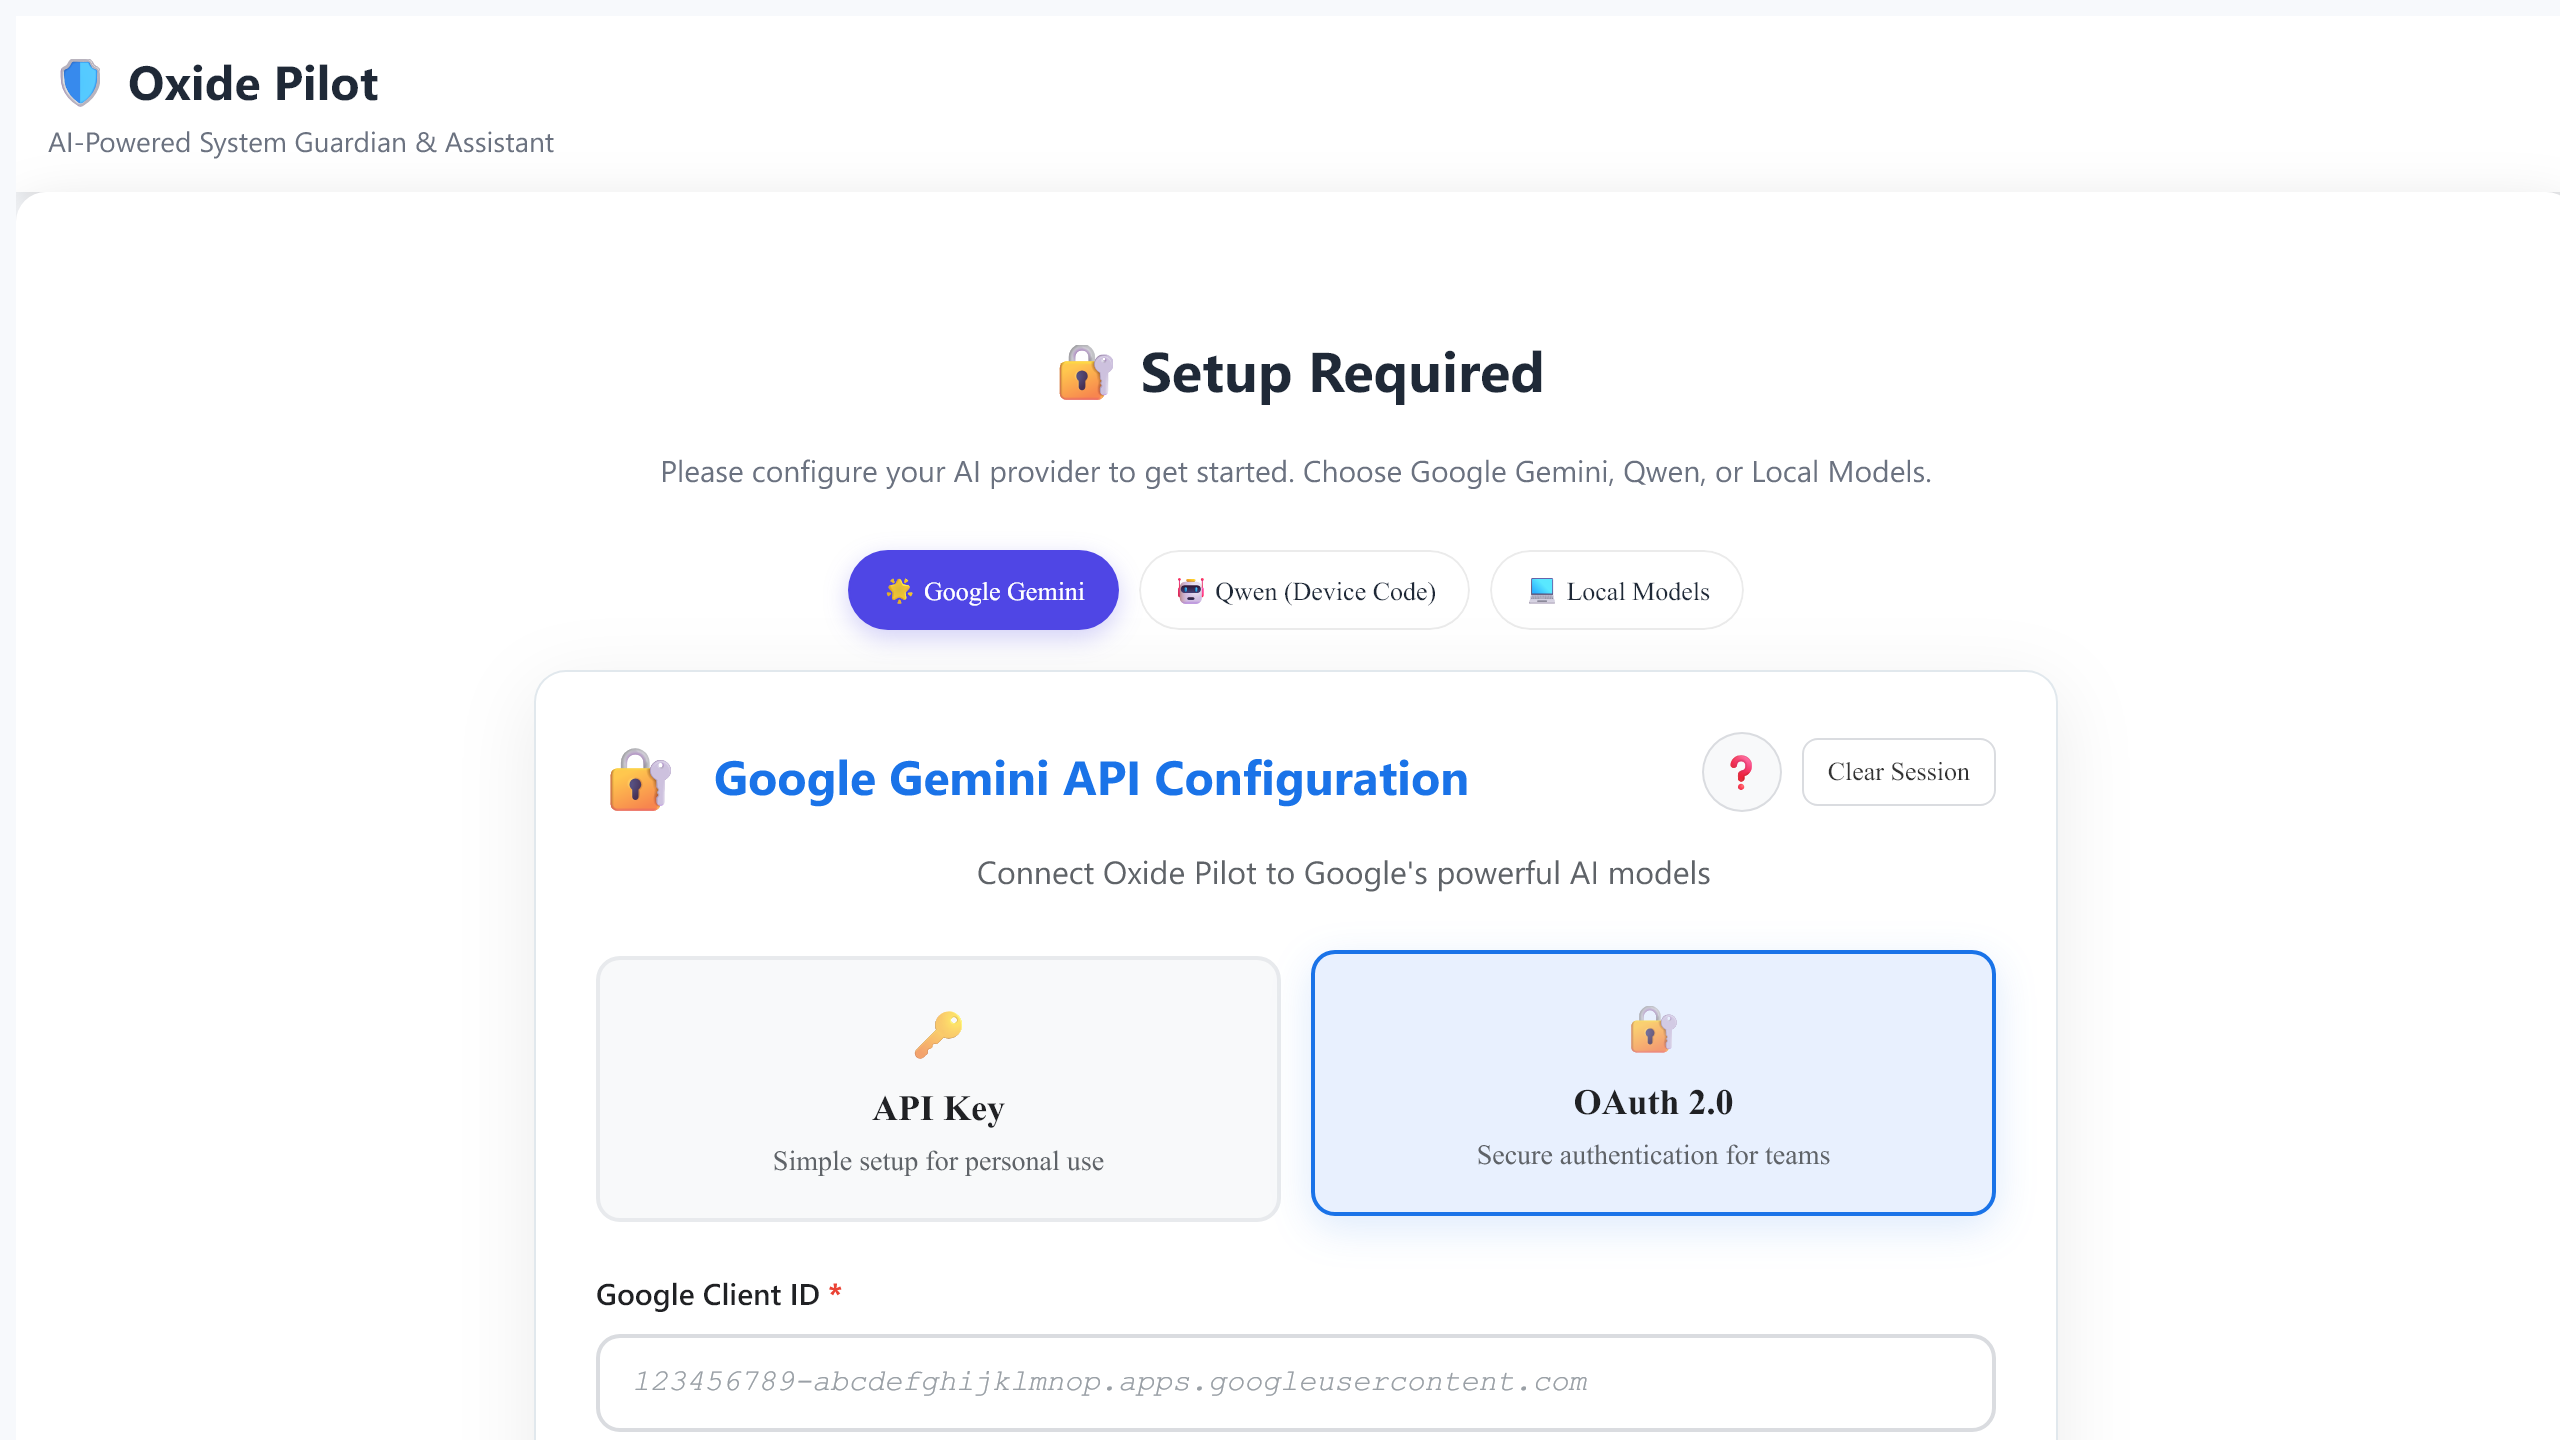 Oxide Pilot
AI-Powered System Guardian & Assistant
Setup Required
Please configure your AI provider to get started. Choose Google Gemini, Qwen, or Local Models.
Google Gemini
Qwen (Device Code)
Local Models
Google Gemini API Configuration
Clear Session
Connect Oxide Pilot to Google's powerful AI models
API Key
Simple setup for personal use
OAuth 2.0
Secure authentication for teams
Google Client ID *
123456789-abcdefghijklmnop.apps.googleusercontent.com